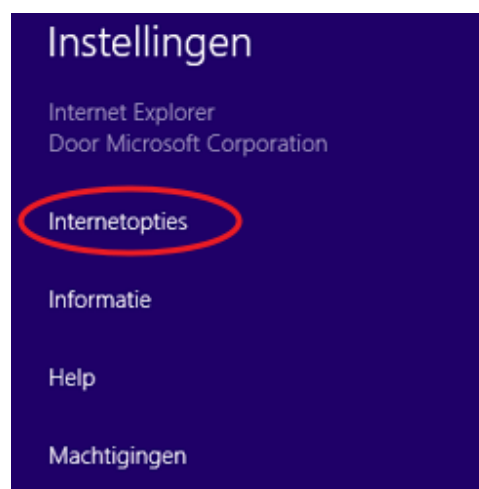 Instellingen
Internet Explorer
Door Microsoft Corporation
Internetopties
Informatie
Help
Machtigingen